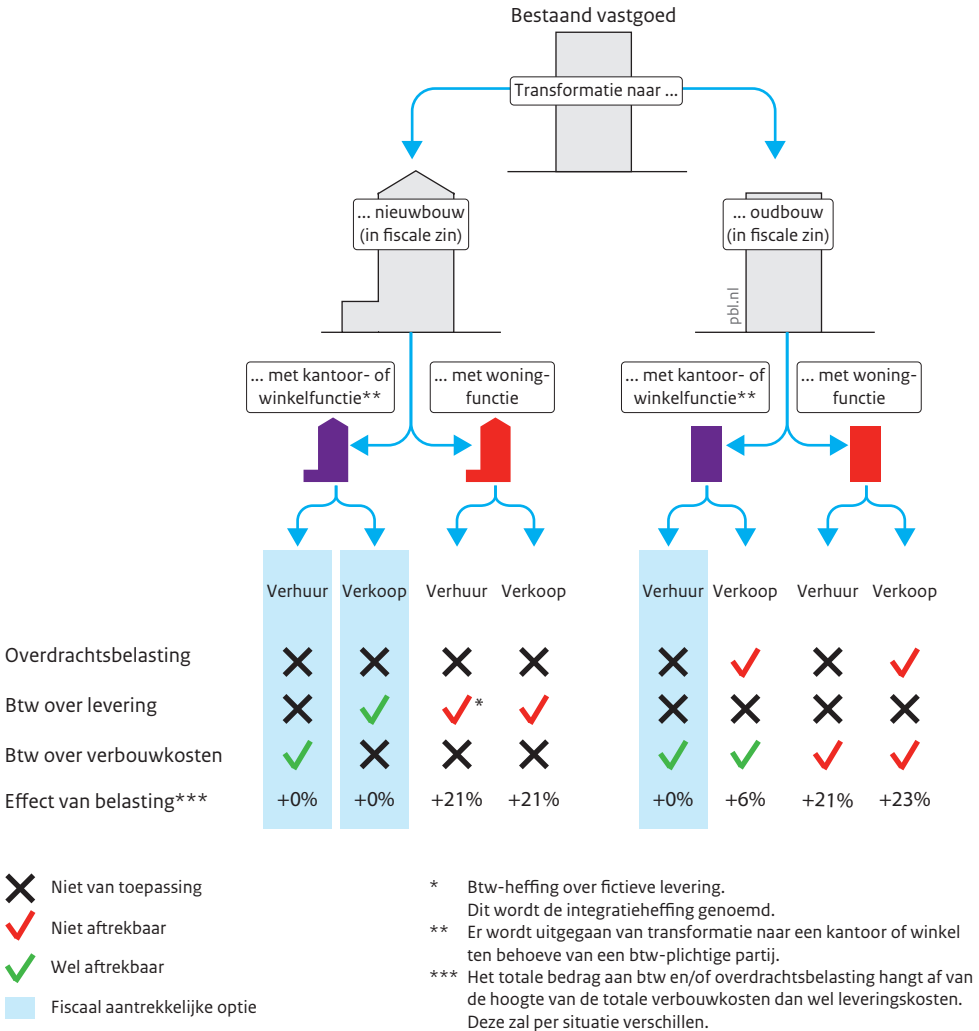 Bestaand vastgoed
Transformatie naar ...
... nieuwbouw
(in fiscale zin)
... oudbouw
(in fiscale zin)
pbl.nl
... met kantoor- of
winkelfunctie**
... met woning-
functie
... met kantoor- of
winkelfunctie**
... met woning-
functie
Verhuur Verkoop Verhuur Verkoop Verhuur Verkoop Verhuur Verkoop
Overdrachtsbelasting
Btw over levering *
Btw over verbouwkosten
Effect van belasting*** +0% +0% +21% +21% +0% +6% +21% +23%
Niet van toepassing
Niet aftrekbaar
Wel aftrekbaar
Fiscaal aantrekkelijke optie
* Btw-heffing over fictieve levering.
Dit wordt de integratieheffing genoemd.
** Er wordt uitgegaan van transformatie naar een kantoor of winkel
ten behoeve van een btw-plichtige partij.
*** Het totale bedrag aan btw en/of overdrachtsbelasting hangt af van
de hoogte van de totale verbouwkosten dan wel leveringskosten.
Deze zal per situatie verschillen.